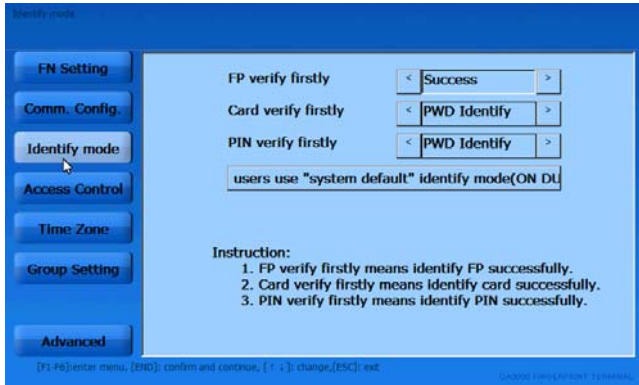 Identify mode
FN Setting
Comm. Config.
Identify mode
Access Control
Time Zone
Group Setting
Advanced
FP verify firstly < Success >
Card verify firstly < PWD Identify >
PIN verify firstly < PWD Identify >
users use "system default" identify mode(ON DU
Instruction:
1. FP verify firstly means identify FP successfully.
2. Card verify firstly means identify card successfully.
3. PIN verify firstly means identify PIN successfully.
[F1-F6]:enter menu, [END]: confirm and continue, [ ↑ ↓ ]: change,[ESC]: exit
FINGERPRINT TERMINAL